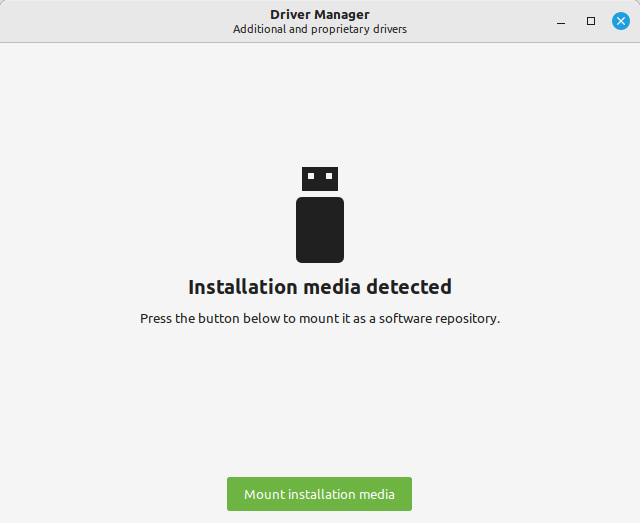 Driver Manager
Additional and proprietary drivers
Installation media detected
Press the button below to mount it as a software repository.
Mount installation media